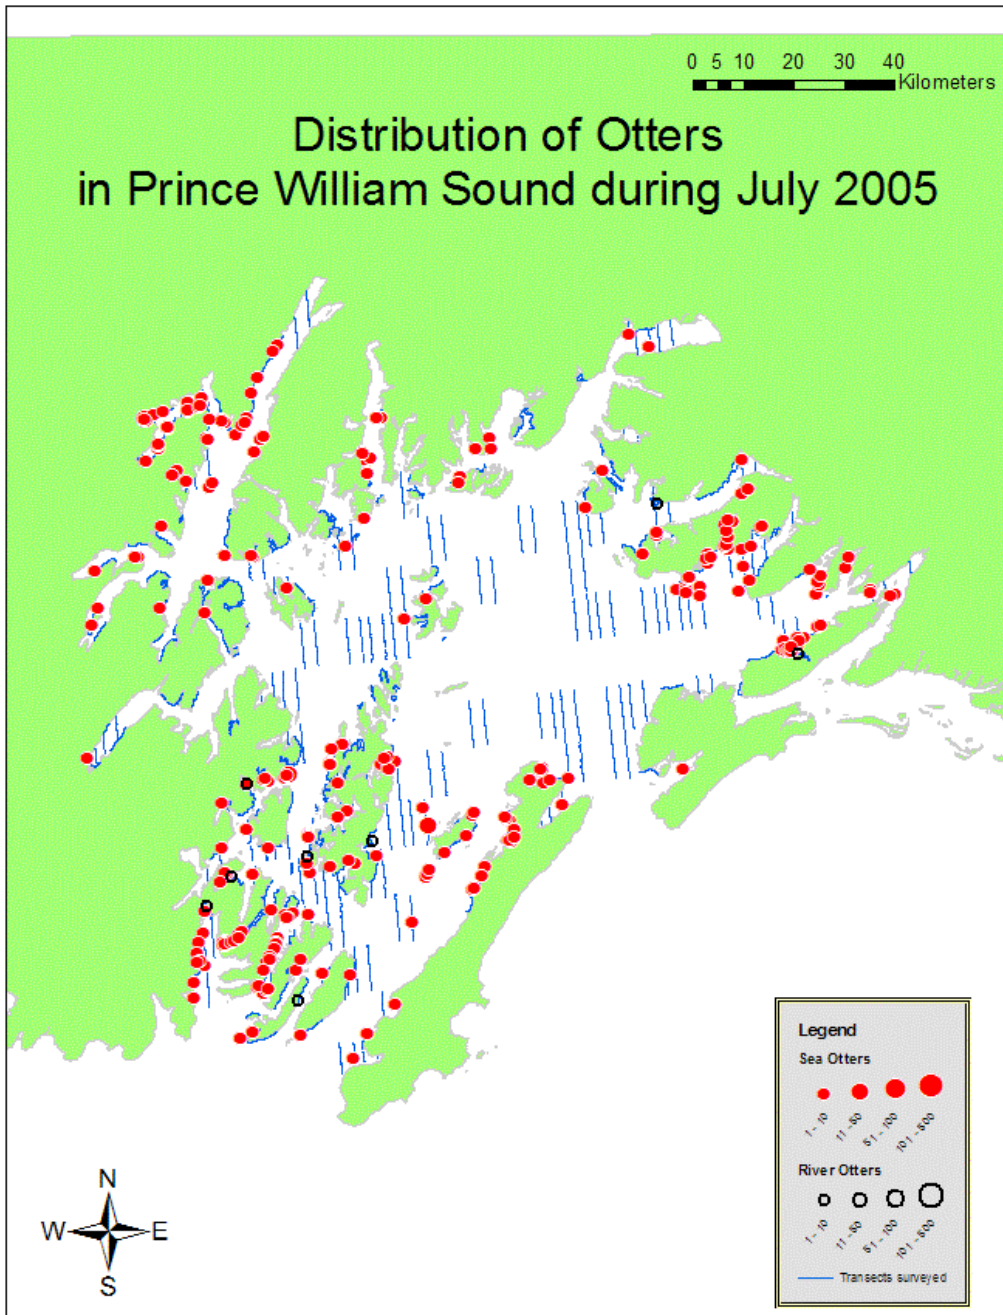 0 5 10 20 30 40
Kilometers
Distribution of Otters
in Prince William Sound during July 2005
N
W E
S
Legend
Sea Otters
1 - 10 11 - 50 51 - 100 101 - 500
River Otters
1 - 10 11 - 50 51 - 100 101 - 500
Transects surveyed